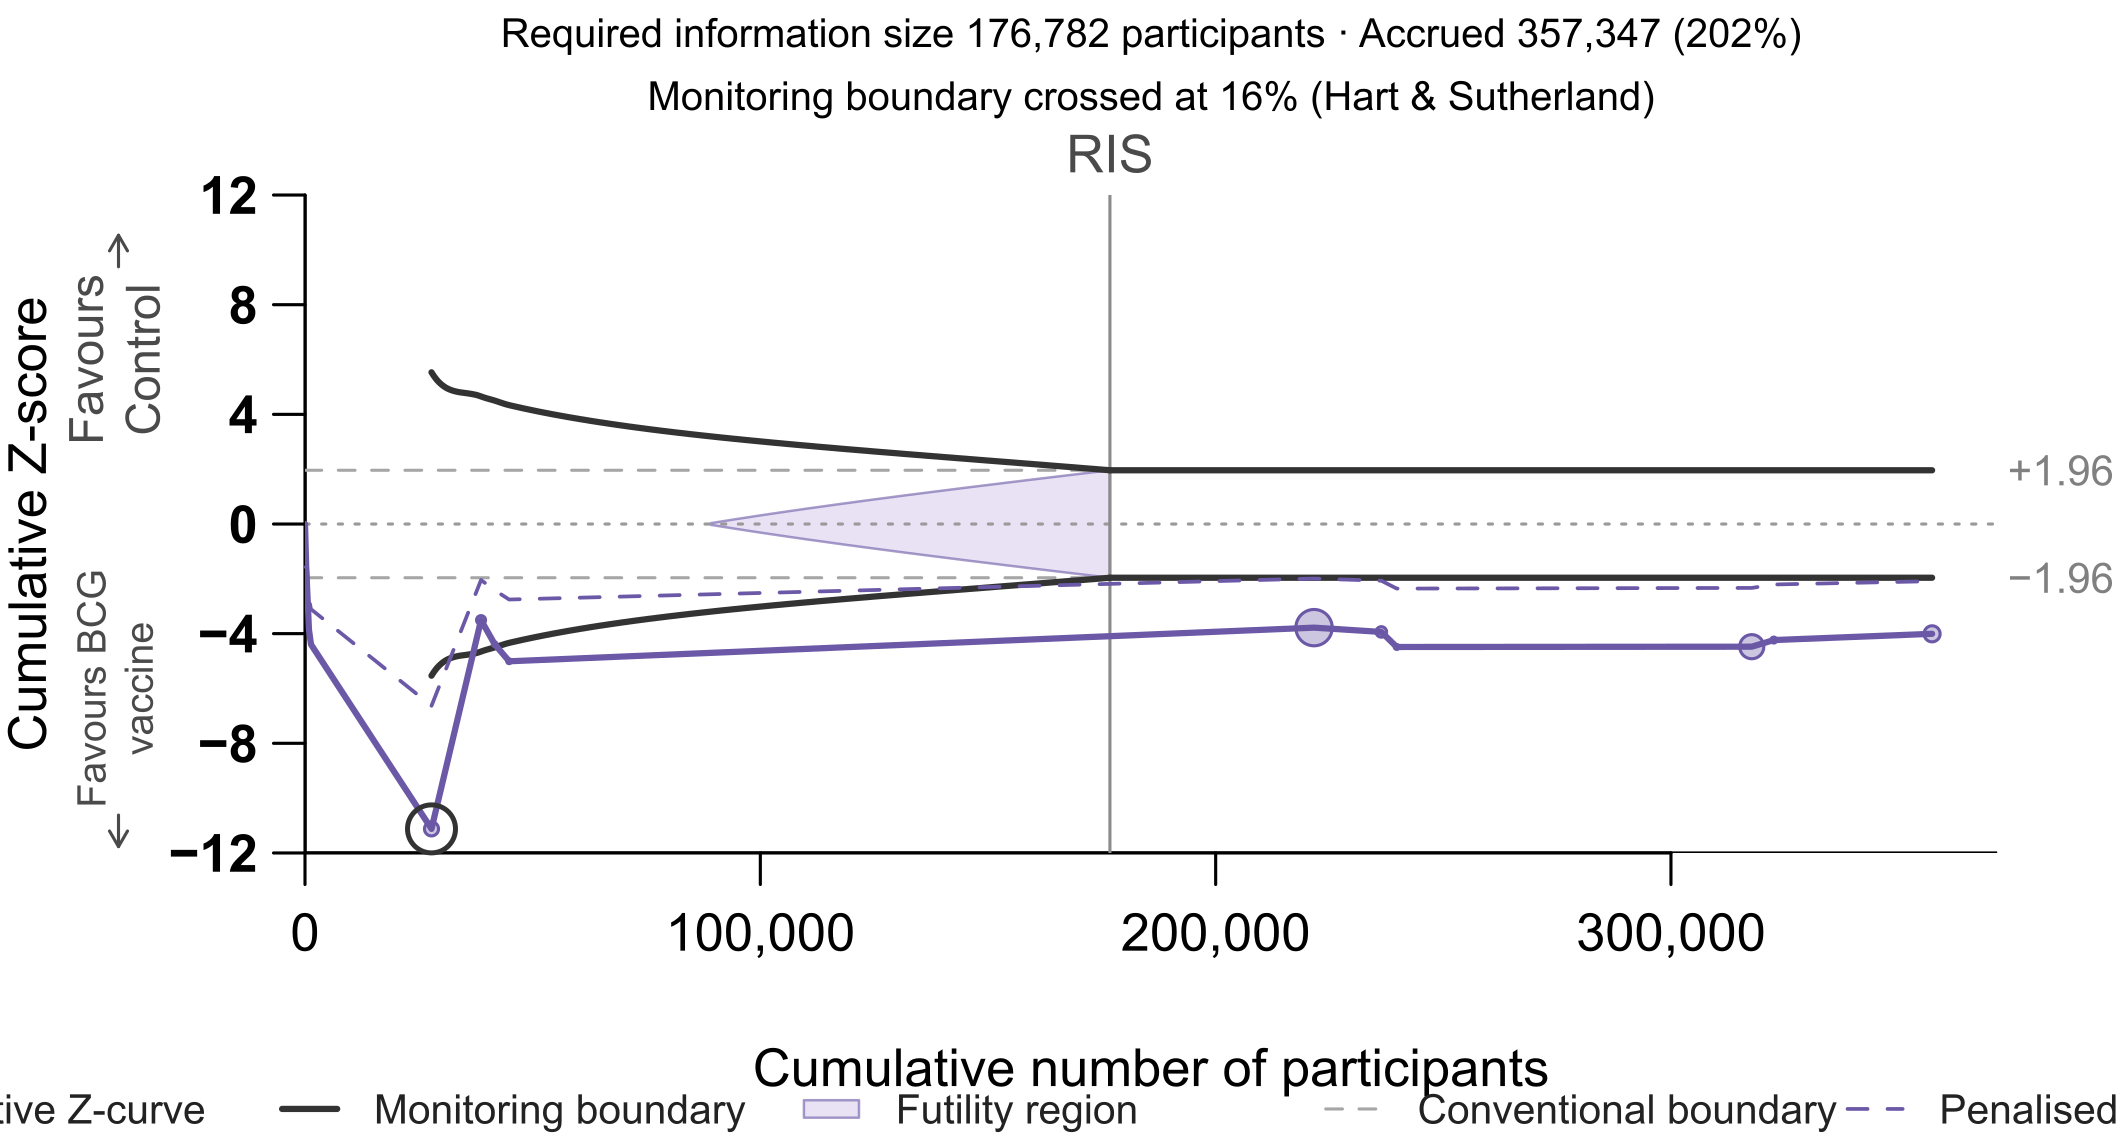 Required information size 176,782 participants · Accrued 357,347 (202%)
Monitoring boundary crossed at 16% (Hart & Sutherland)
RIS
12
8
4
0
−4
−8
−12
Cumulative Z-score
Favours →
Control
← Favours BCG
vaccine
+1.96
−1.96
0
100,000
200,000
300,000
Cumulative number of participants
tive Z-curve
Monitoring boundary
Futility region
Conventional boundary
Penalised